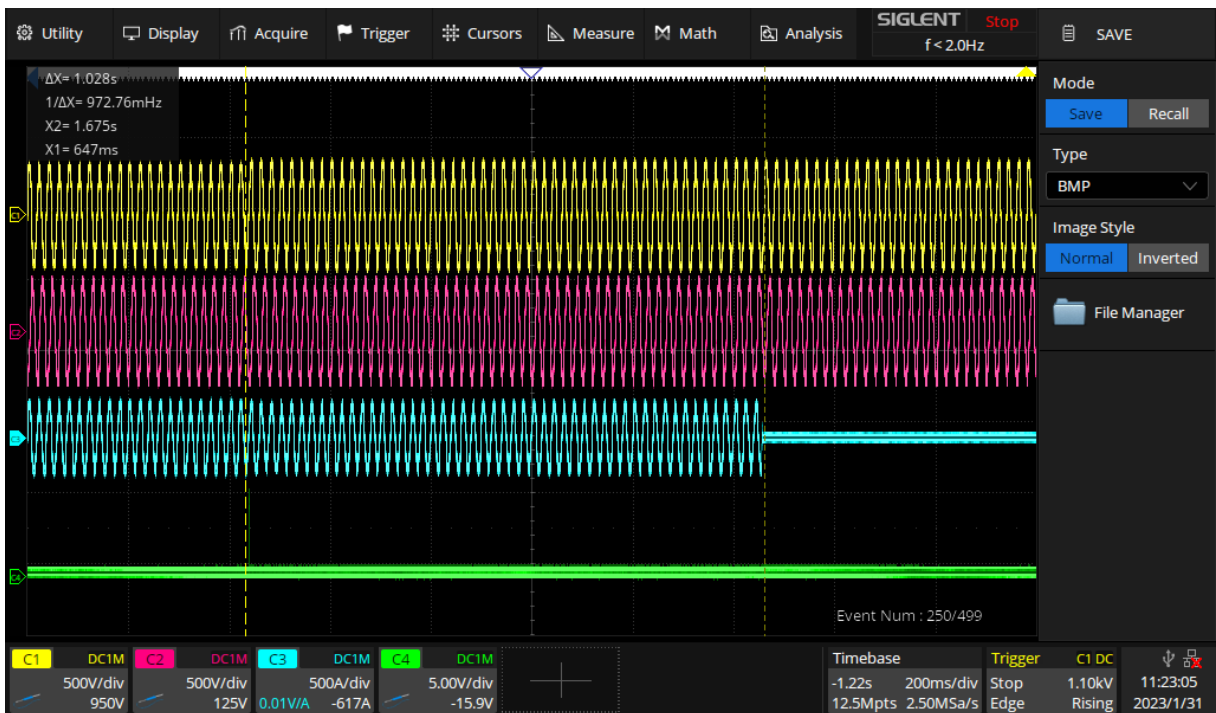 Utility Display Acquire Trigger Cursors Measure Math Analysis SIGLENT Stop SAVE
f < 2.0Hz
ΔX= 1.028s
1/ΔX= 972.76mHz
X2= 1.675s
X1= 647ms
Mode
Save Recall
Type
BMP
Image Style
Normal Inverted
File Manager
C1
C2
C3
C4
Event Num : 250/499
C1 DC1M C2 DC1M C3 DC1M C4 DC1M Timebase Trigger C1 DC
500V/div 500V/div 500A/div 5.00V/div -1.22s 200ms/div Stop 1.10kV 11:23:05
950V 125V 0.01V/A -617A -15.9V 12.5Mpts 2.50MSa/s Edge Rising 2023/1/31